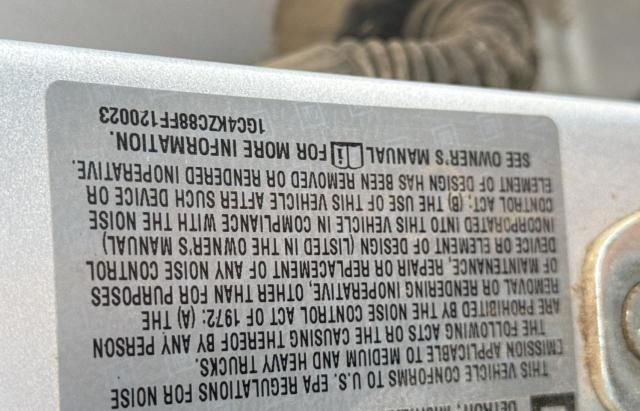 DETROIT,
THIS VEHICLE CONFORMS TO U.S. EPA REGULATIONS FOR NOISE
EMISSION APPLICABLE TO MEDIUM AND HEAVY TRUCKS.
THE FOLLOWING ACTS OR THE CAUSING THEREOF BY ANY PERSON
ARE PROHIBITED BY THE NOISE CONTROL ACT OF 1972: (A) THE
REMOVAL OR RENDERING INOPERATIVE, OTHER THAN FOR PURPOSES
OF MAINTENANCE, REPAIR OR REPLACEMENT OF ANY NOISE CONTROL
DEVICE OR ELEMENT OF DESIGN (LISTED IN THE OWNER'S MANUAL)
INCORPORATED INTO THIS VEHICLE IN COMPLIANCE WITH THE NOISE
CONTROL ACT; (B) THE USE OF THIS VEHICLE AFTER SUCH DEVICE OR
ELEMENT OF DESIGN HAS BEEN REMOVED OR RENDERED INOPERATIVE.
SEE OWNER'S MANUAL FOR MORE INFORMATION.
1GC4KZC88FF120023